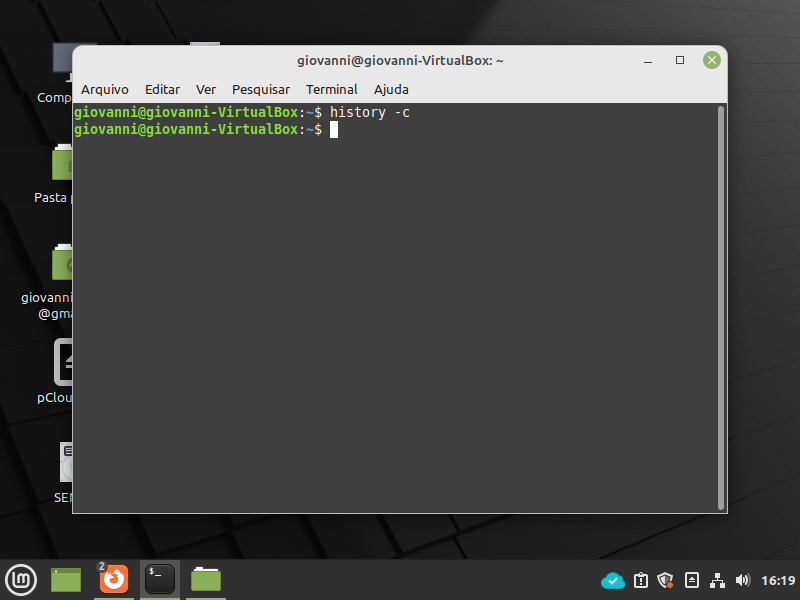 giovanni@giovanni-VirtualBox: ~
Arquivo Editar Ver Pesquisar Terminal Ajuda
giovanni@giovanni-VirtualBox:~$ history -c
giovanni@giovanni-VirtualBox:~$
Comp
Pasta p
giovanni
@gma
pClou
SEN
2
$_
16:19